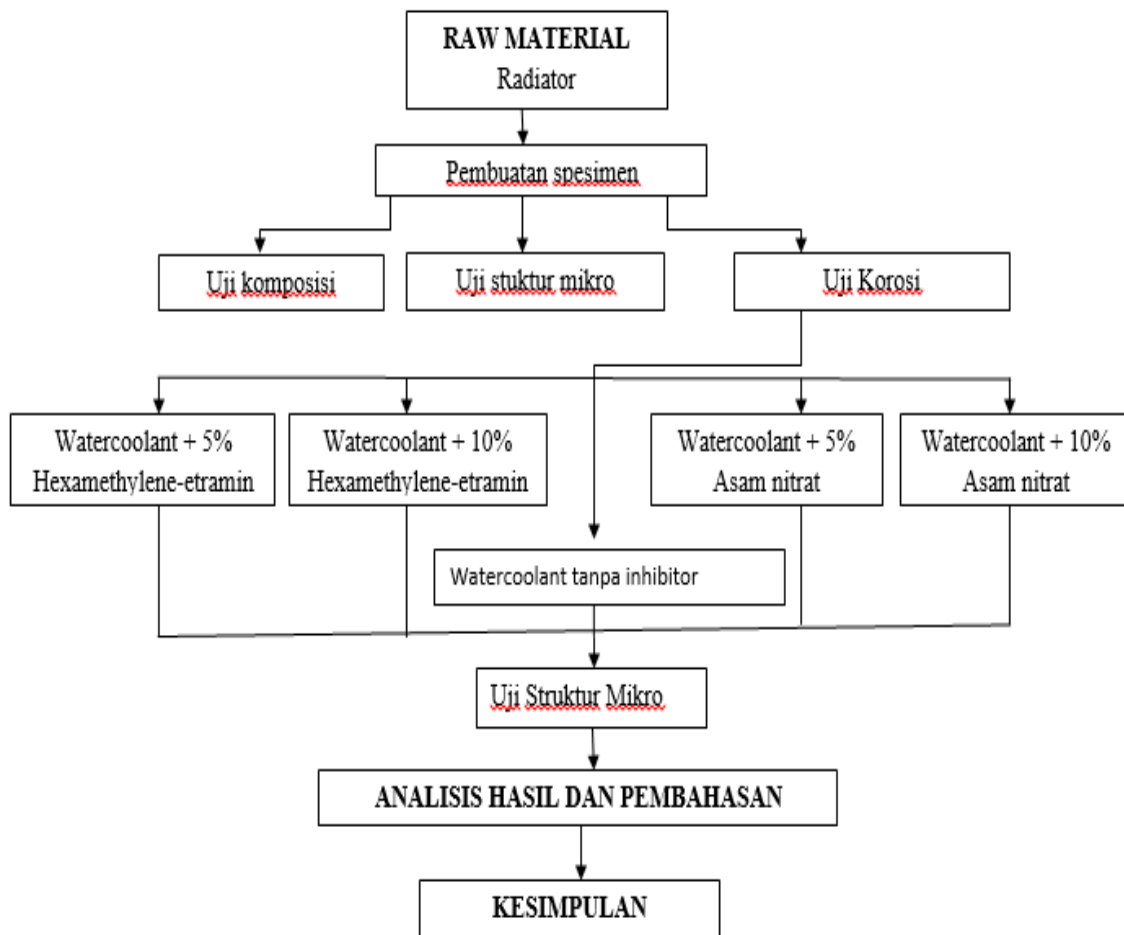 RAW MATERIAL
Radiator
Pembuatan spesimen
Uji komposisi
Uji stuktur mikro
Uji Korosi
Watercoolant + 5%
Hexamethylene-etramin
Watercoolant + 10%
Hexamethylene-etramin
Watercoolant + 5%
Asam nitrat
Watercoolant + 10%
Asam nitrat
Watercoolant tanpa inhibitor
Uji Struktur Mikro
ANALISIS HASIL DAN PEMBAHASAN
KESIMPULAN